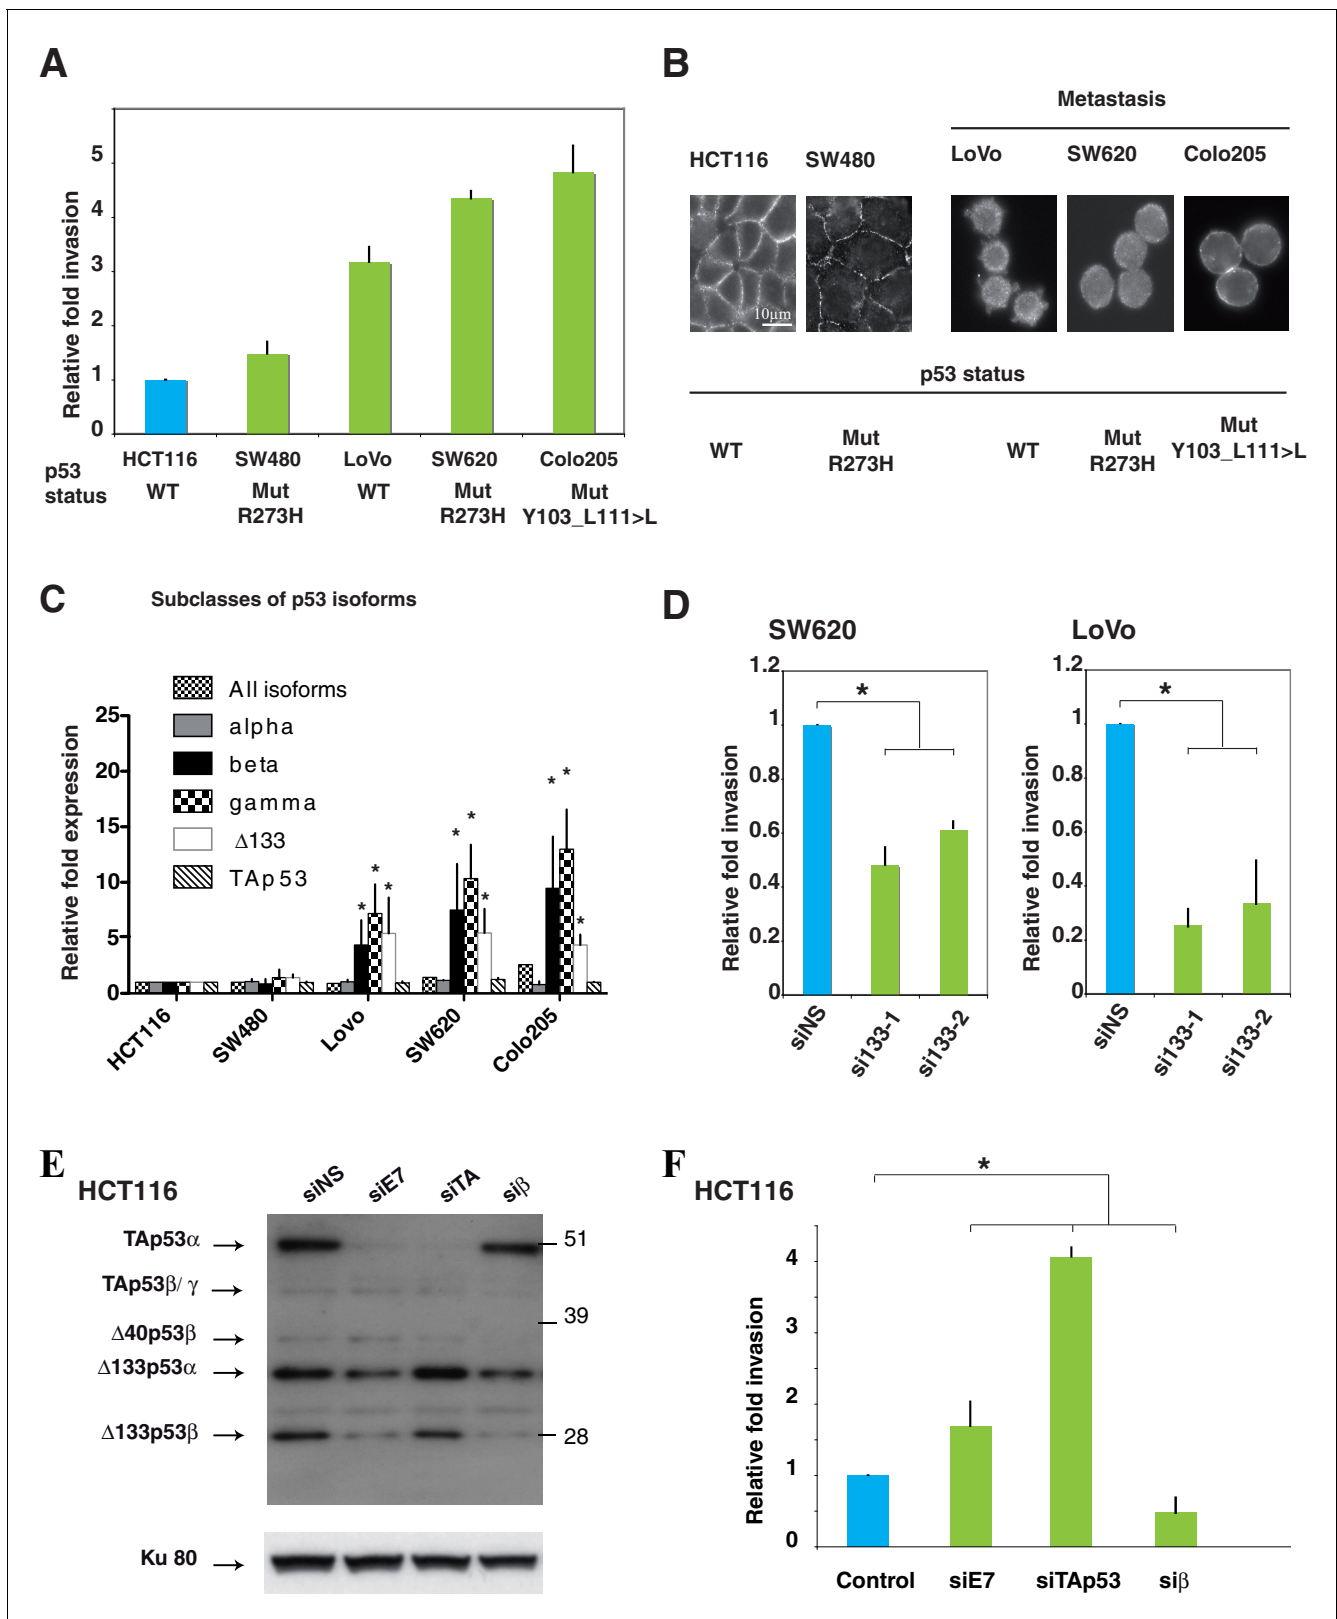 A
Relative fold invasion
5
4
3
2
1
0
HCT116 SW480 LoVo SW620 Colo205
p53 status
WT Mut R273H WT Mut R273H Mut Y103_L111>L
B
Metastasis
HCT116 SW480 LoVo SW620 Colo205
10µm
p53 status
WT Mut R273H WT Mut R273H Mut Y103_L111>L
C
Subclasses of p53 isoforms
All isoforms
alpha
beta
gamma
Δ133
TAp53
Relative fold expression
25
20
15
10
5
0
* * * * * * * * *
HCT116 SW480 Lovo SW620 Colo205
D
SW620
Relative fold invasion
1.2
1
0.8
0.6
0.4
0.2
0
*
siNS si133-1 si133-2
LoVo
Relative fold invasion
1.2
1
0.8
0.6
0.4
0.2
0
*
siNS si133-1 si133-2
E
HCT116
siNS siE7 siTA siβ
TAp53α
TAp53β/ γ
Δ40p53β
Δ133p53α
Δ133p53β
51
39
28
Ku 80
F
HCT116
*
Relative fold invasion
4
3
2
1
0
Control siE7 siTAp53 siβ